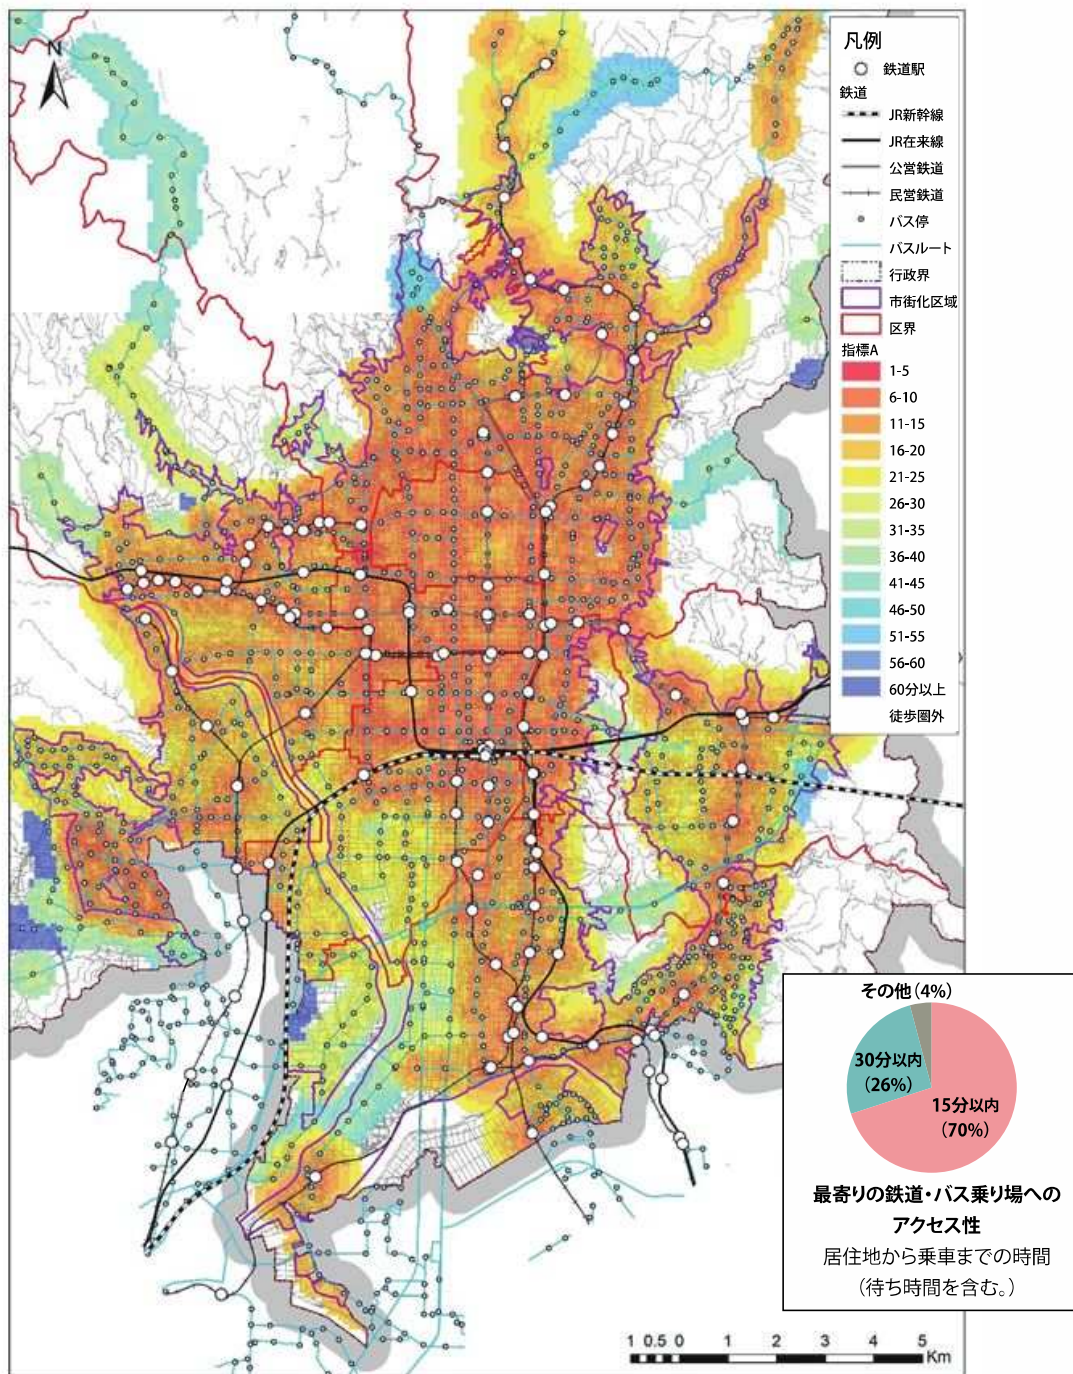 N
凡例
鉄道駅
鉄道
JR新幹線
JR在来線
公営鉄道
民営鉄道
バス停
バスルート
行政界
市街化区域
区界
指標A
1-5
6-10
11-15
16-20
21-25
26-30
31-35
36-40
41-45
46-50
51-55
56-60
60分以上
徒歩圏外
その他(4%)
30分以内
(26%)
15分以内
(70%)
最寄りの鉄道・バス乗り場への
アクセス性
居住地から乗車までの時間
(待ち時間を含む。)
1 0.5 0 1 2 3 4 5
Km